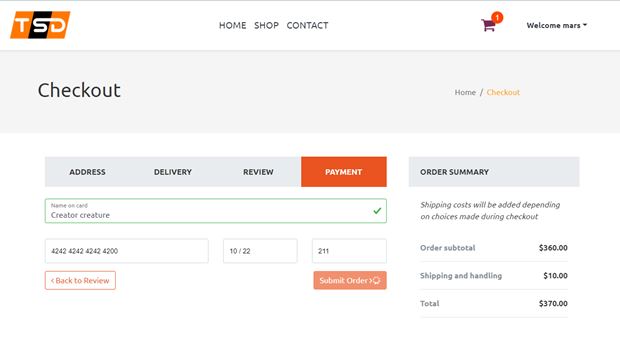 TSD
HOME SHOP CONTACT
1
Welcome mars
Checkout
Home / Checkout
ADDRESS DELIVERY REVIEW PAYMENT
ORDER SUMMARY
Name on card
Creator creature
Shipping costs will be added depending
on choices made during checkout
4242 4242 4242 4200 10 / 22 211
Order subtotal $360.00
‹ Back to Review Submit Order ›
Shipping and handling $10.00
Total $370.00